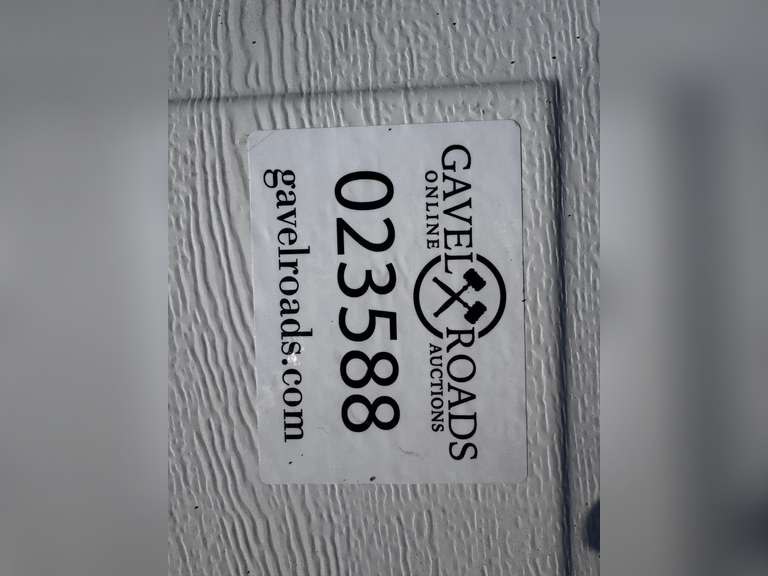 GAVEL ROADS
ONLINE AUCTIONS
023588
gavelroads.com